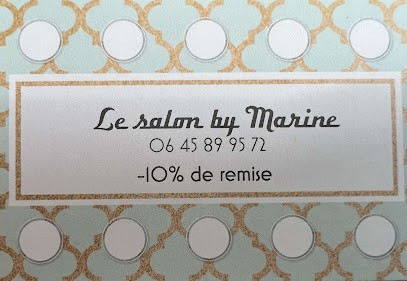 Le salon by Marine
06 45 89 95 72
-10% de remise